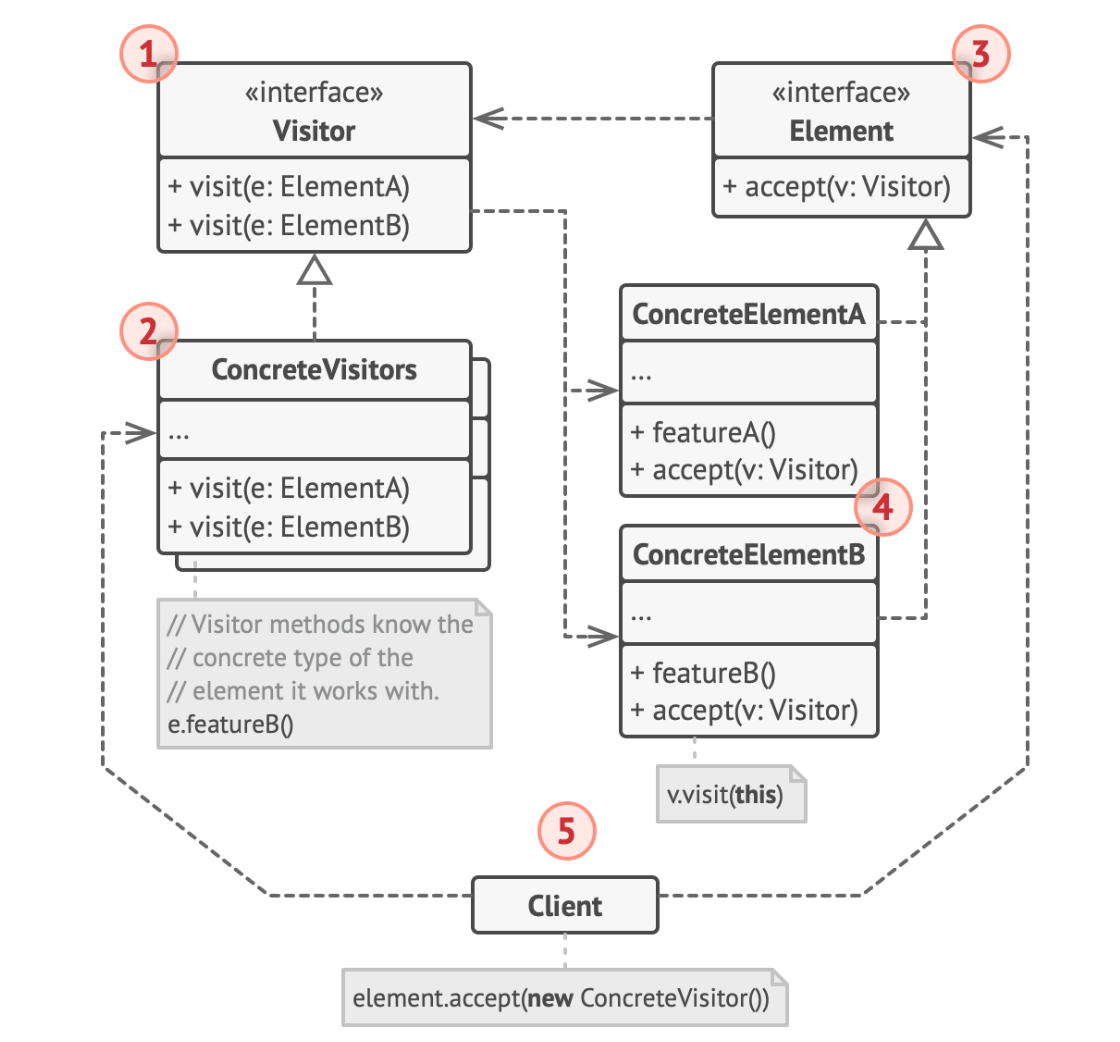 1
«interface»
Visitor
+ visit(e: ElementA)
+ visit(e: ElementB)
2
ConcreteVisitors
...
+ visit(e: ElementA)
+ visit(e: ElementB)
// Visitor methods know the
// concrete type of the
// element it works with.
e.featureB()
3
«interface»
Element
+ accept(v: Visitor)
ConcreteElementA
...
+ featureA()
+ accept(v: Visitor)
4
ConcreteElementB
...
+ featureB()
+ accept(v: Visitor)
v.visit(this)
5
Client
element.accept(new ConcreteVisitor())